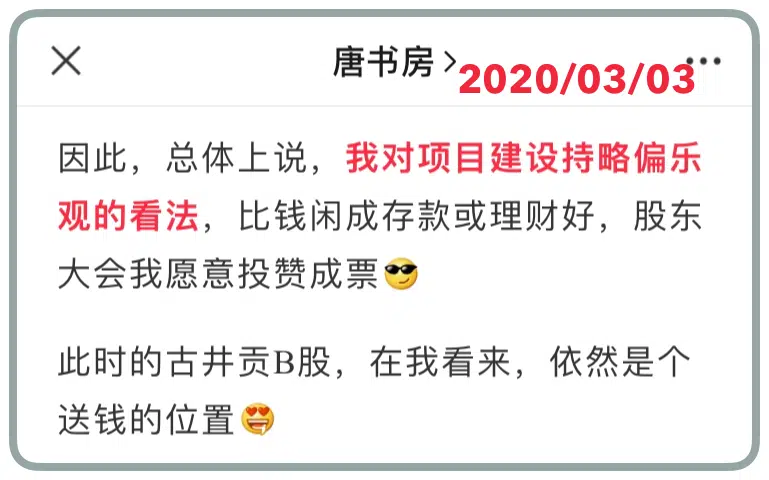 唐书房
2020/03/03
因此，总体上说，我对项目建设持略偏乐
观的看法，比钱闲成存款或理财好，股东
大会我愿意投赞成票😎
此时的古井贡B股，在我看来，依然是个
送钱的位置😍